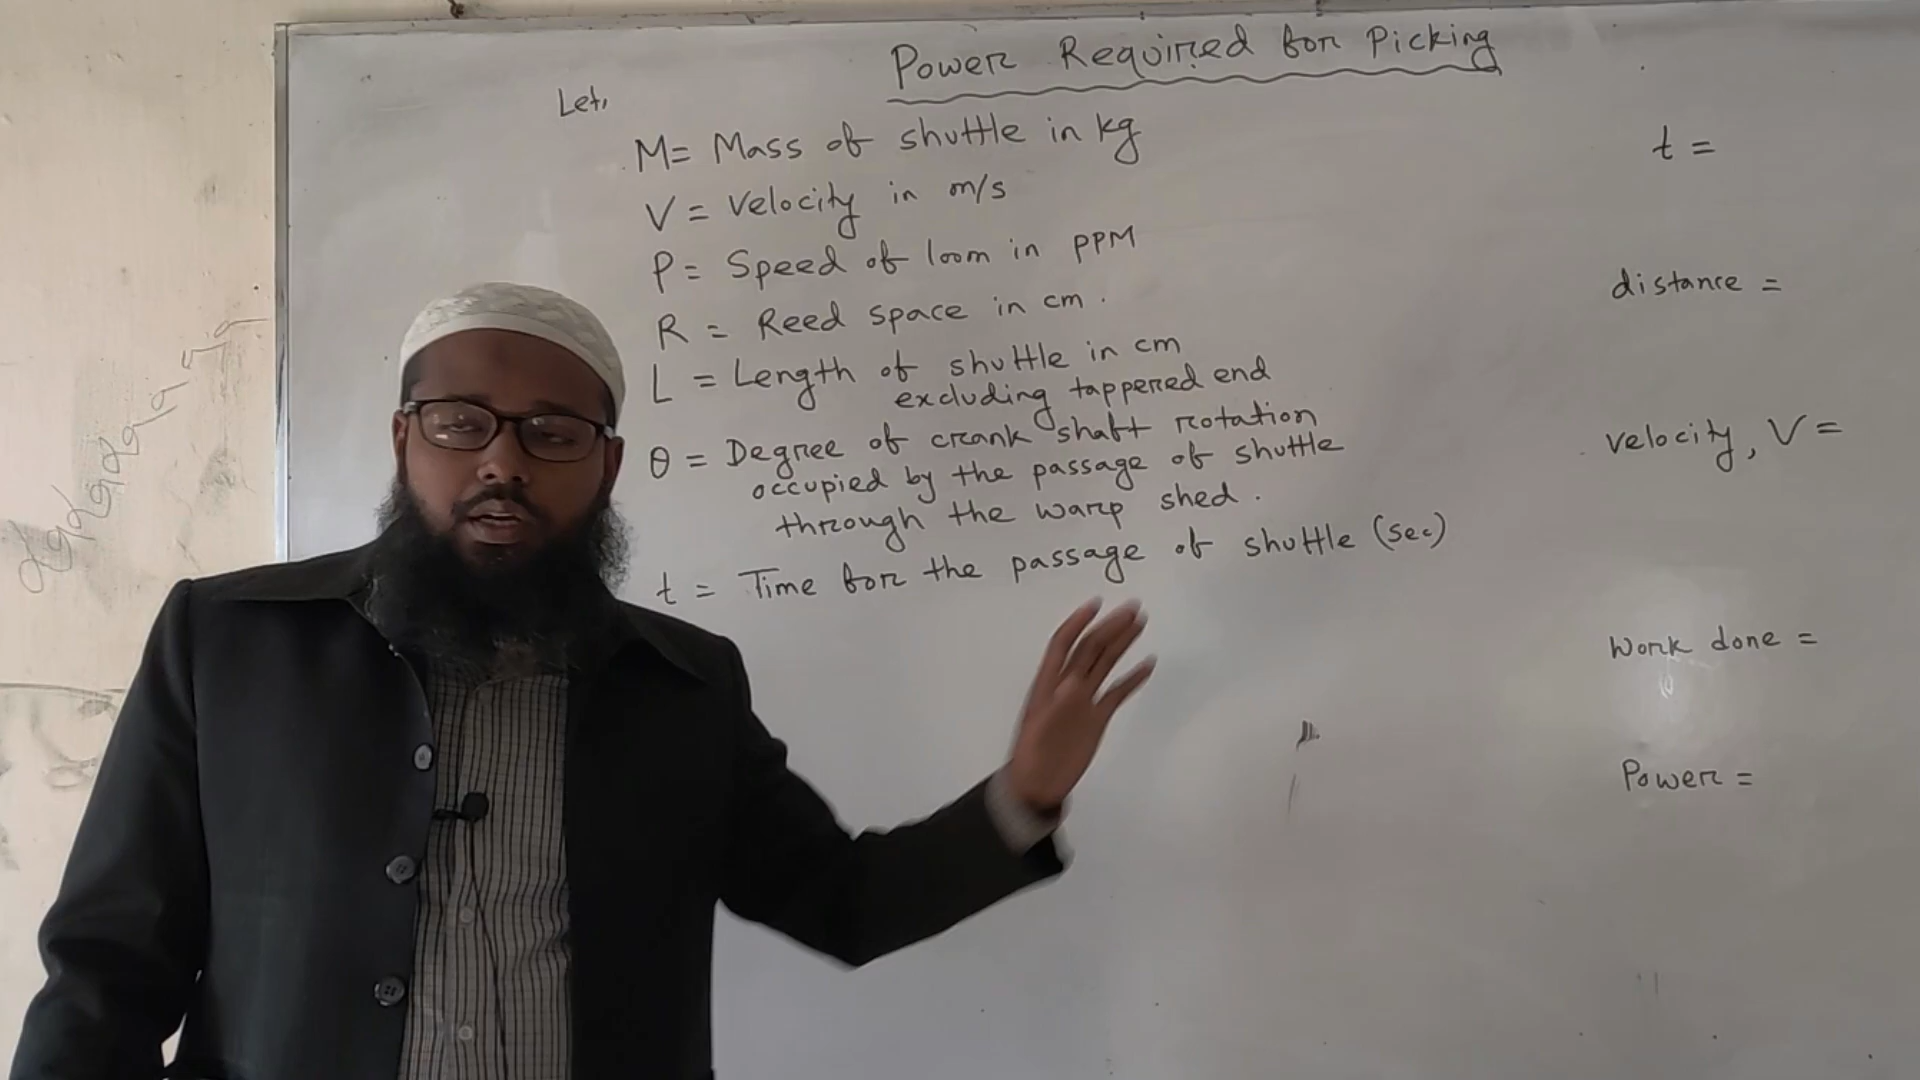 Power Required for Picking
Let,
M = Mass of shuttle in kg
V = Velocity in m/s
P = Speed of loom in PPM
R = Reed space in cm.
L = Length of shuttle in cm
excluding tappered end
θ = Degree of crank shaft rotation
occupied by the passage of shuttle
through the warp shed.
t = Time for the passage of shuttle (sec)
t =
distance =
velocity, V =
Work done =
Power =